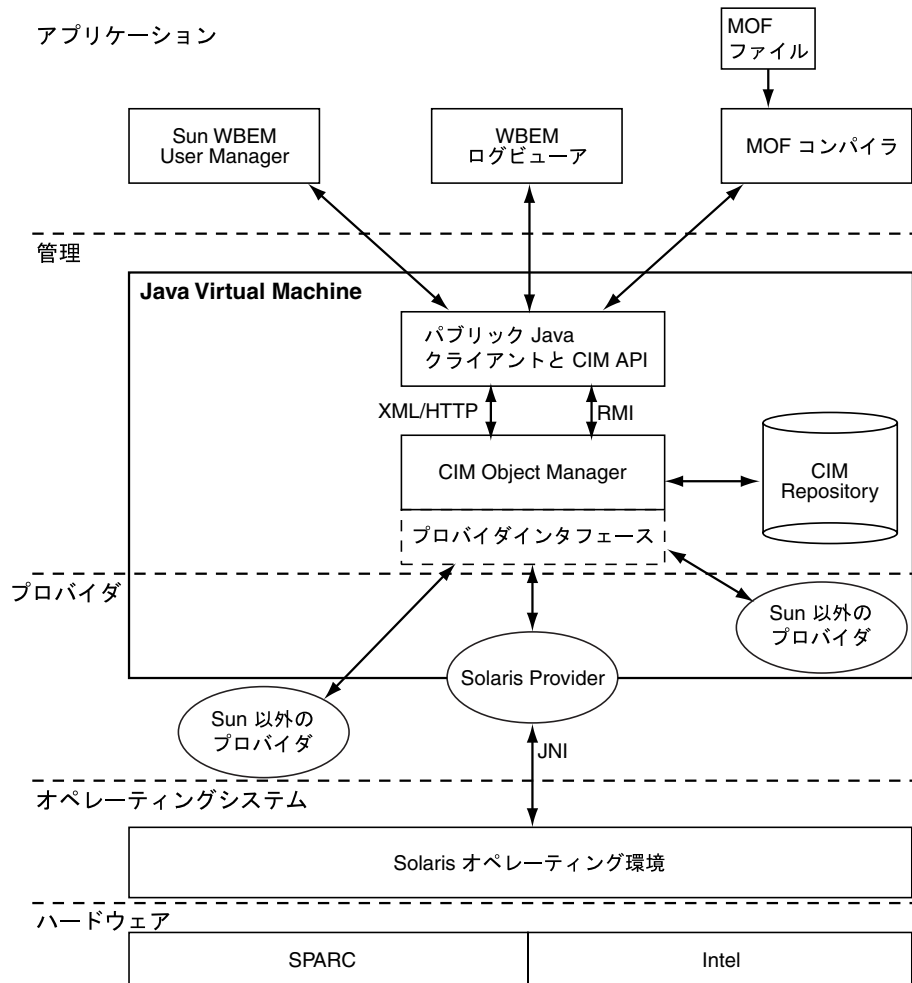 アプリケーション
MOF
ファイル
Sun WBEM
User Manager
WBEM
ログビューア
MOF コンパイラ
管理
Java Virtual Machine
パブリック Java
クライアントと CIM API
XML/HTTP
RMI
CIM Object Manager
CIM
Repository
プロバイダインタフェース
プロバイダ
Sun 以外の
プロバイダ
Solaris Provider
Sun 以外の
プロバイダ
JNI
オペレーティングシステム
Solaris オペレーティング環境
ハードウェア
SPARC
Intel